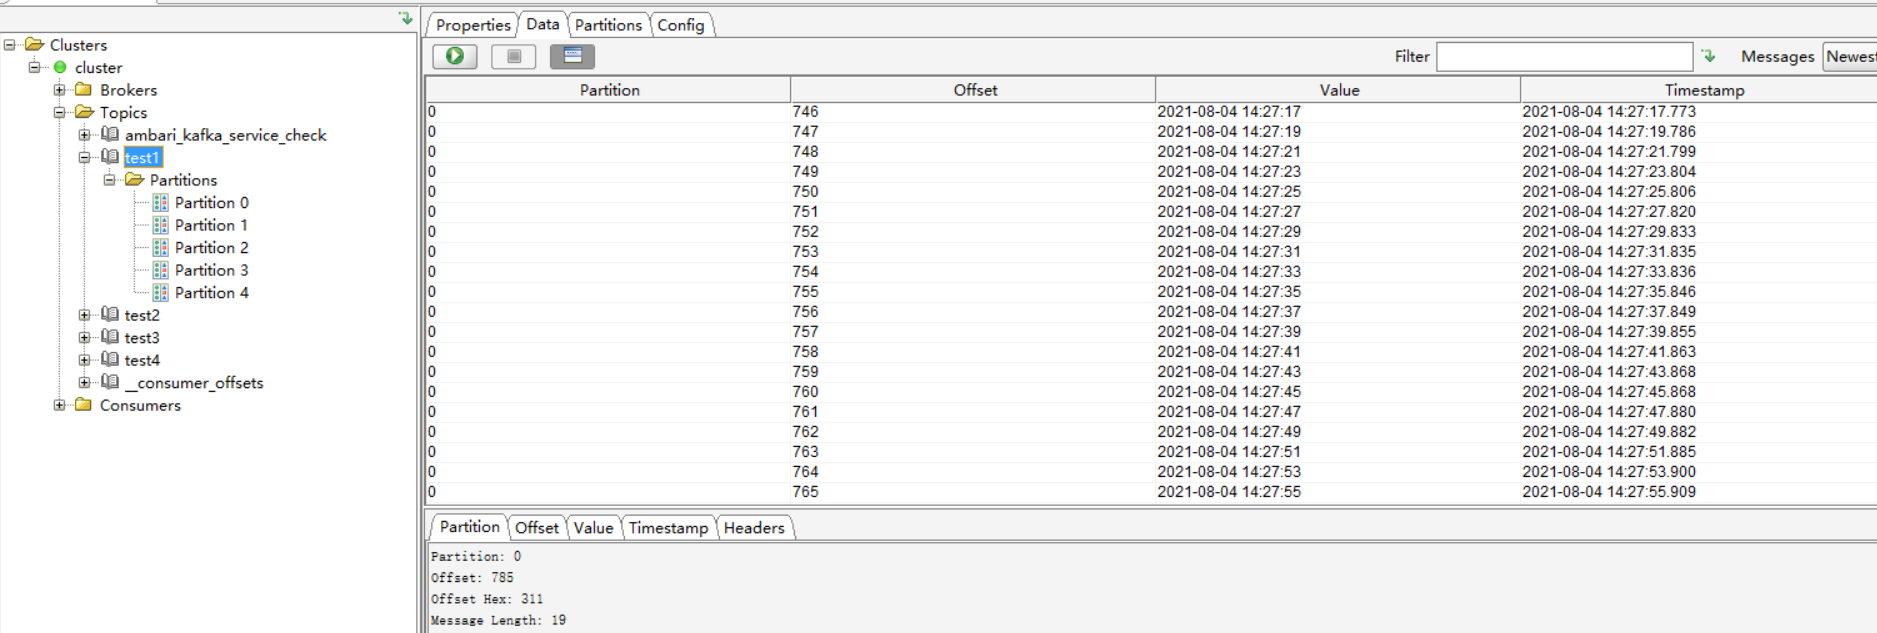 Properties Data Partitions Config
Filter Messages Newest
Clusters
cluster
Brokers
Topics
ambari_kafka_service_check
test1
Partitions
Partition 0
Partition 1
Partition 2
Partition 3
Partition 4
test2
test3
test4
__consumer_offsets
Consumers
Partition Offset Value Timestamp
0 746 2021-08-04 14:27:17 2021-08-04 14:27:17.773
0 747 2021-08-04 14:27:19 2021-08-04 14:27:19.786
0 748 2021-08-04 14:27:21 2021-08-04 14:27:21.799
0 749 2021-08-04 14:27:23 2021-08-04 14:27:23.804
0 750 2021-08-04 14:27:25 2021-08-04 14:27:25.806
0 751 2021-08-04 14:27:27 2021-08-04 14:27:27.820
0 752 2021-08-04 14:27:29 2021-08-04 14:27:29.833
0 753 2021-08-04 14:27:31 2021-08-04 14:27:31.835
0 754 2021-08-04 14:27:33 2021-08-04 14:27:33.836
0 755 2021-08-04 14:27:35 2021-08-04 14:27:35.846
0 756 2021-08-04 14:27:37 2021-08-04 14:27:37.849
0 757 2021-08-04 14:27:39 2021-08-04 14:27:39.855
0 758 2021-08-04 14:27:41 2021-08-04 14:27:41.863
0 759 2021-08-04 14:27:43 2021-08-04 14:27:43.868
0 760 2021-08-04 14:27:45 2021-08-04 14:27:45.868
0 761 2021-08-04 14:27:47 2021-08-04 14:27:47.880
0 762 2021-08-04 14:27:49 2021-08-04 14:27:49.882
0 763 2021-08-04 14:27:51 2021-08-04 14:27:51.885
0 764 2021-08-04 14:27:53 2021-08-04 14:27:53.900
0 765 2021-08-04 14:27:55 2021-08-04 14:27:55.909
Partition Offset Value Timestamp Headers
Partition: 0
Offset: 785
Offset Hex: 311
Message Length: 19